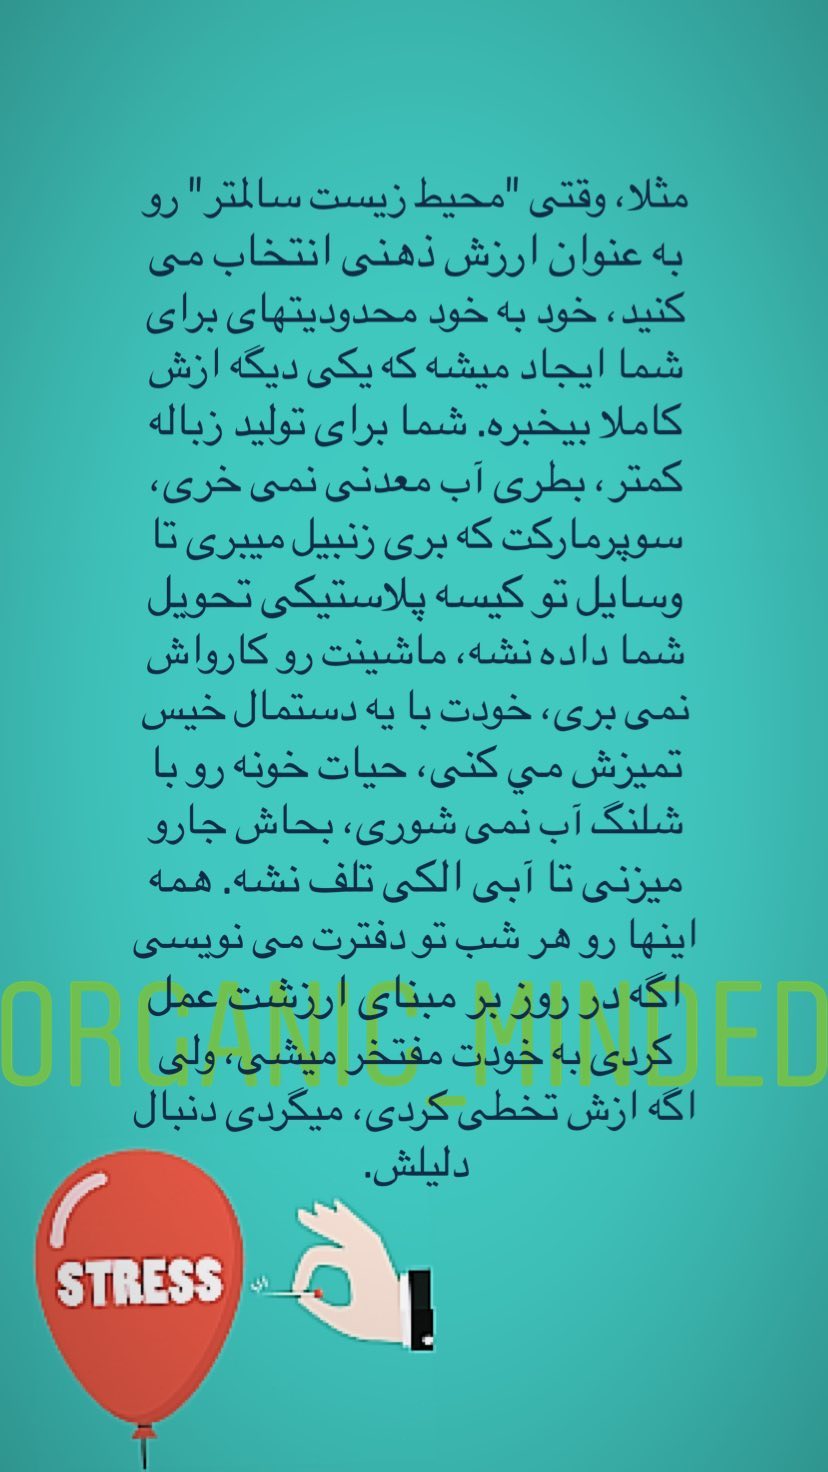 مثلا، وقتی "محیط زیست سالمتر" رو
به عنوان ارزش ذهنی انتخاب می
کنید، خود به خود محدودیتهای برای
شما ایجاد میشه که یکی دیگه ازش
کاملا بیخبره. شما برای تولید زباله
کمتر، بطری آب معدنی نمی خری،
سوپرمارکت که بری زنبیل میبری تا
وسایل تو کیسه پلاستیکی تحویل
شما داده نشه، ماشینت رو کارواش
نمی بری، خودت با یه دستمال خیس
تمیزش مي کنی، حیات خونه رو با
شلنگ آب نمی شوری، بحاش جارو
میزنی تا آبی الکی تلف نشه. همه
اینها رو هر شب تو دفترت می نویسی
اگه در روز بر مبنای ارزشت عمل
کردی به خودت مفتخر میشی، ولی
اگه ازش تخطی کردی، میگردی دنبال
دلیلش.
ORGANIC_MINDED
STRESS